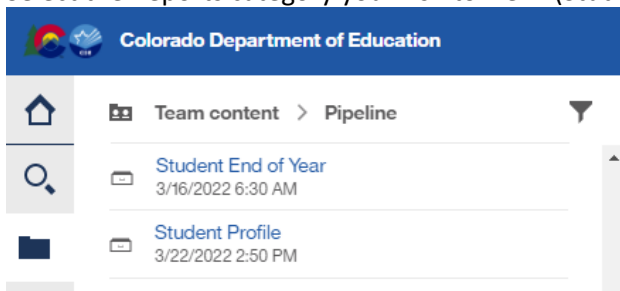 Colorado Department of Education
Team content > Pipeline
Student End of Year
3/16/2022 6:30 AM
Student Profile
3/22/2022 2:50 PM